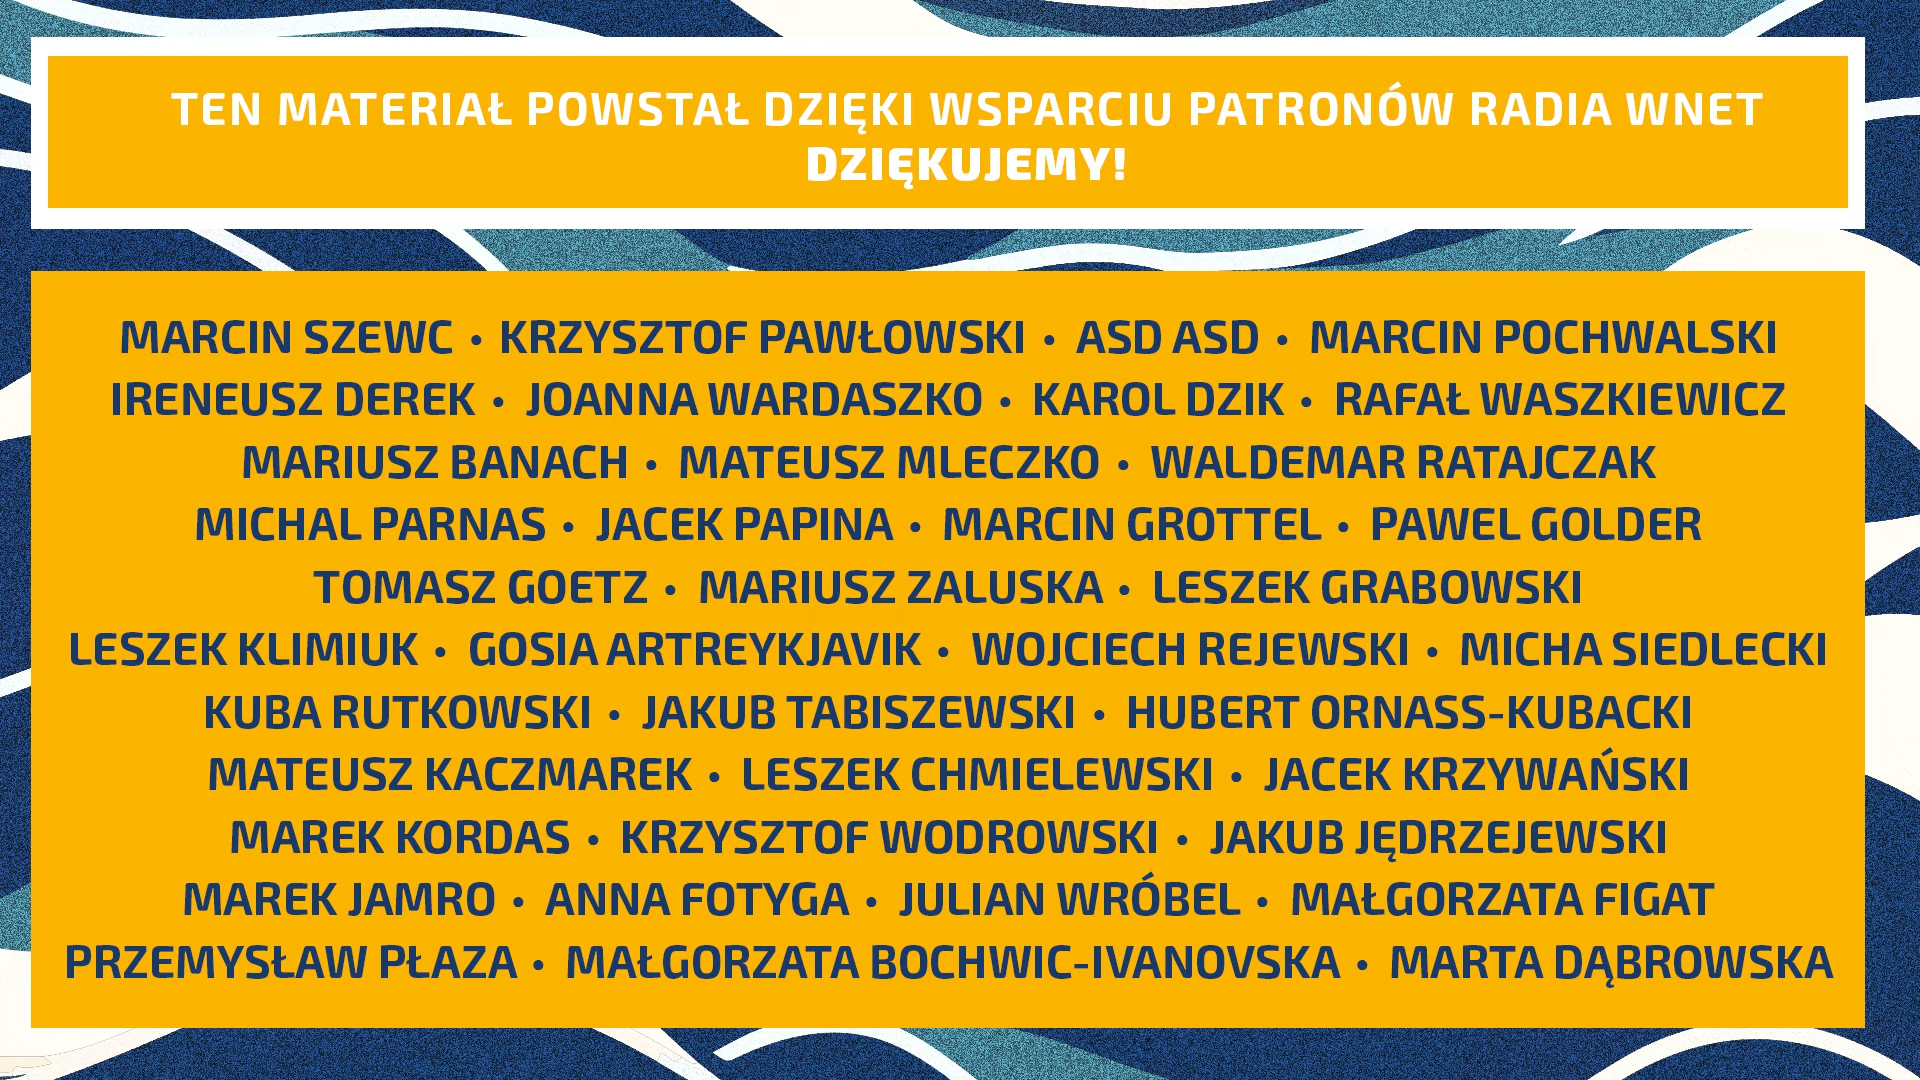 TEN MATERIAŁ POWSTAŁ DZIĘKI WSPARCIU PATRONÓW RADIA WNET
DZIĘKUJEMY!
MARCIN SZEWC • KRZYSZTOF PAWŁOWSKI • ASD ASD • MARCIN POCHWALSKI
IRENEUSZ DEREK • JOANNA WARDASZKO • KAROL DZIK • RAFAŁ WASZKIEWICZ
MARIUSZ BANACH • MATEUSZ MLECZKO • WALDEMAR RATAJCZAK
MICHAL PARNAS • JACEK PAPINA • MARCIN GROTTEL • PAWEL GOLDER
TOMASZ GOETZ • MARIUSZ ZALUSKA • LESZEK GRABOWSKI
LESZEK KLIMIUK • GOSIA ARTREYKJAVIK • WOJCIECH REJEWSKI • MICHA SIEDLECKI
KUBA RUTKOWSKI • JAKUB TABISZEWSKI • HUBERT ORNASS-KUBACKI
MATEUSZ KACZMAREK • LESZEK CHMIELEWSKI • JACEK KRZYWAŃSKI
MAREK KORDAS • KRZYSZTOF WODROWSKI • JAKUB JĘDRZEJEWSKI
MAREK JAMRO • ANNA FOTYGA • JULIAN WRÓBEL • MAŁGORZATA FIGAT
PRZEMYSŁAW PŁAZA • MAŁGORZATA BOCHWIC-IVANOVSKA • MARTA DĄBROWSKA